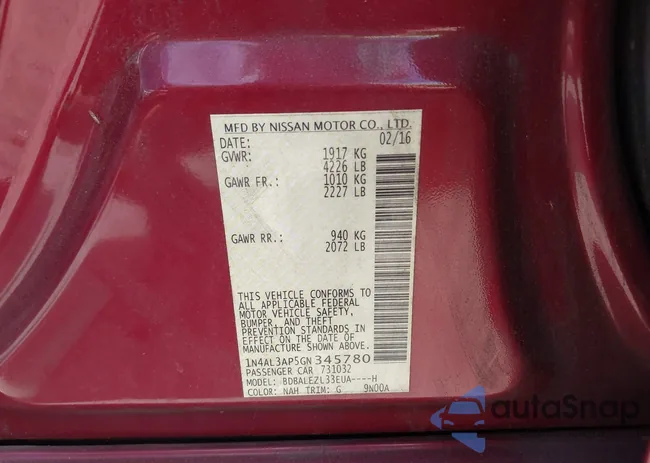 MFD BY NISSAN MOTOR CO., LTD.
DATE: 02/16
GVWR: 1917 KG
4226 LB
GAWR FR.: 1010 KG
2227 LB
GAWR RR.: 940 KG
2072 LB
THIS VEHICLE CONFORMS TO
ALL APPLICABLE FEDERAL
MOTOR VEHICLE SAFETY,
BUMPER, AND THEFT
PREVENTION STANDARDS IN
EFFECT ON THE DATE OF
MANUFACTURE SHOWN ABOVE.
1N4AL3AP5GN345780
PASSENGER CAR 731032
MODEL: BDBALEZL33EUA----H
COLOR: NAH TRIM: G 9N00A
autoSnap